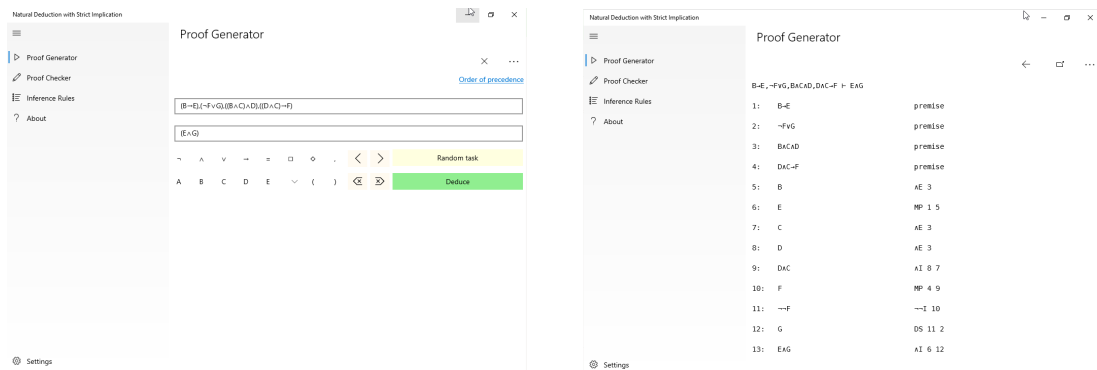 Natural Deduction with Strict Implication
Proof Generator
Proof Generator
Proof Checker
Inference Rules
? About
Order of precedence
(B→E),(¬F∨G),((B∧C)∧D),((D∧C)→F)
(E∧G)
¬ ∧ ∨ → = □ ◇ , < > Random task
A B C D E ( ) Deduce
Settings
Natural Deduction with Strict Implication
Proof Generator
Proof Generator
Proof Checker
Inference Rules
? About
B→E,¬F∨G,B∧C∧D,D∧C→F ⊢ E∧G
1: B→E premise
2: ¬F∨G premise
3: B∧C∧D premise
4: D∧C→F premise
5: B ∧E 3
6: E MP 1 5
7: C ∧E 3
8: D ∧E 3
9: D∧C ∧I 8 7
10: F MP 4 9
11: ¬¬F ¬¬I 10
12: G DS 11 2
13: E∧G ∧I 6 12
Settings